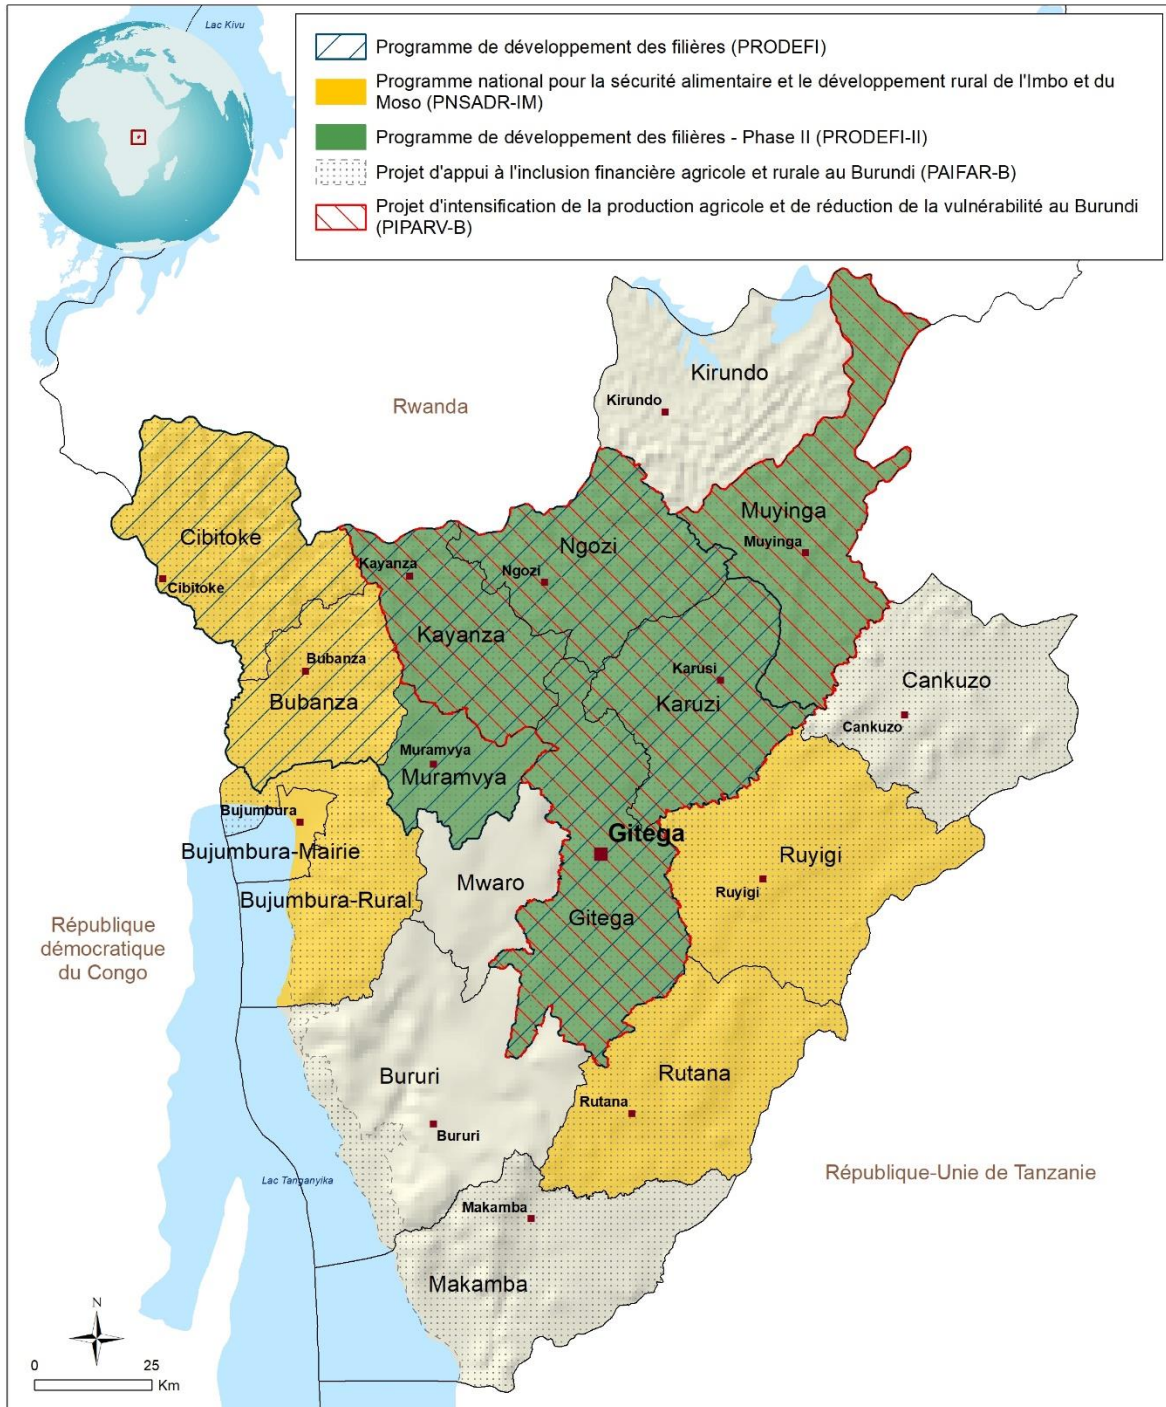 Lac Kivu
Programme de développement des filières (PRODEFI)
Programme national pour la sécurité alimentaire et le développement rural de l'Imbo et du
Moso (PNSADR-IM)
Programme de développement des filières - Phase II (PRODEFI-II)
Projet d'appui à l'inclusion financière agricole et rurale au Burundi (PAIFAR-B)
Projet d'intensification de la production agricole et de réduction de la vulnérabilité au Burundi
(PIPARV-B)
Kirundo
Kirundo
Rwanda
Muyinga
Muyinga
Cibitoke
Cibitoke
Ngozi
Ngozi
Kayanza
Kayanza
Bubanza
Bubanza
Karusi
Karuzi
Cankuzo
Cankuzo
Muramvya
Muramvya
Bujumbura
Bujumbura-Mairie
Gitega
Ruyigi
Ruyigi
Mwaro
Bujumbura-Rural
Gitega
République
démocratique
du Congo
Bururi
Bururi
Rutana
Rutana
République-Unie de Tanzanie
Lac Tanganyika
Makamba
Makamba
N
0 25
Km